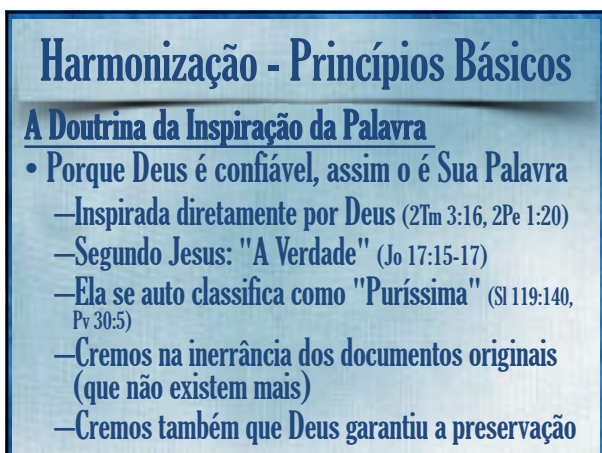 Harmonização - Princípios Básicos
A Doutrina da Inspiração da Palavra
• Porque Deus é confiável, assim o é Sua Palavra
–Inspirada diretamente por Deus (2Tm 3:16, 2Pe 1:20)
–Segundo Jesus: "A Verdade" (Jo 17:15-17)
–Ela se auto classifica como "Puríssima" (Sl 119:140,
Pv 30:5)
–Cremos na inerrância dos documentos originais
(que não existem mais)
–Cremos também que Deus garantiu a preservação